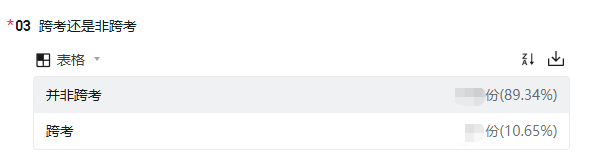 *03 跨考还是非跨考
表格
并非跨考 份(89.34%)
跨考 份(10.65%)